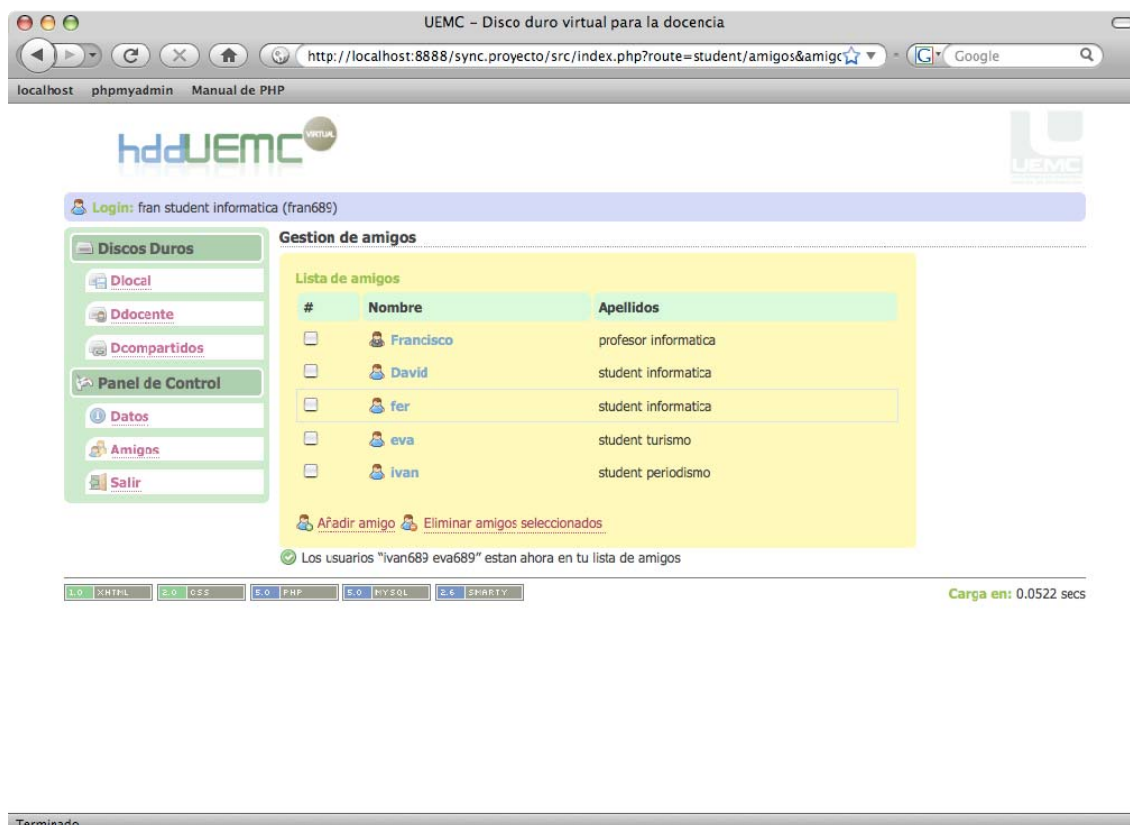 UEMC – Disco duro virtual para la docencia
http://localhost:8888/sync.proyecto/src/index.php?route=student/amigos&amigo
G Google
localhost phpmyadmin Manual de PHP
hddUEMC VIRTUAL
UEMC
Login: fran student informatica (fran689)
Discos Duros
Dlocal
Ddocente
Dcompartidos
Panel de Control
Datos
Amigos
Salir
Gestion de amigos
Lista de amigos
# Nombre Apellidos
Francisco profesor informatica
David student informatica
fer student informatica
eva student turismo
ivan student periodismo
Añadir amigo Eliminar amigos seleccionados
Los usuarios "ivan689 eva689" estan ahora en tu lista de amigos
1.0 XHTML 2.0 CSS 5.0 PHP 5.0 MYSQL 2.6 SMARTY
Carga en: 0.0522 secs
Terminado